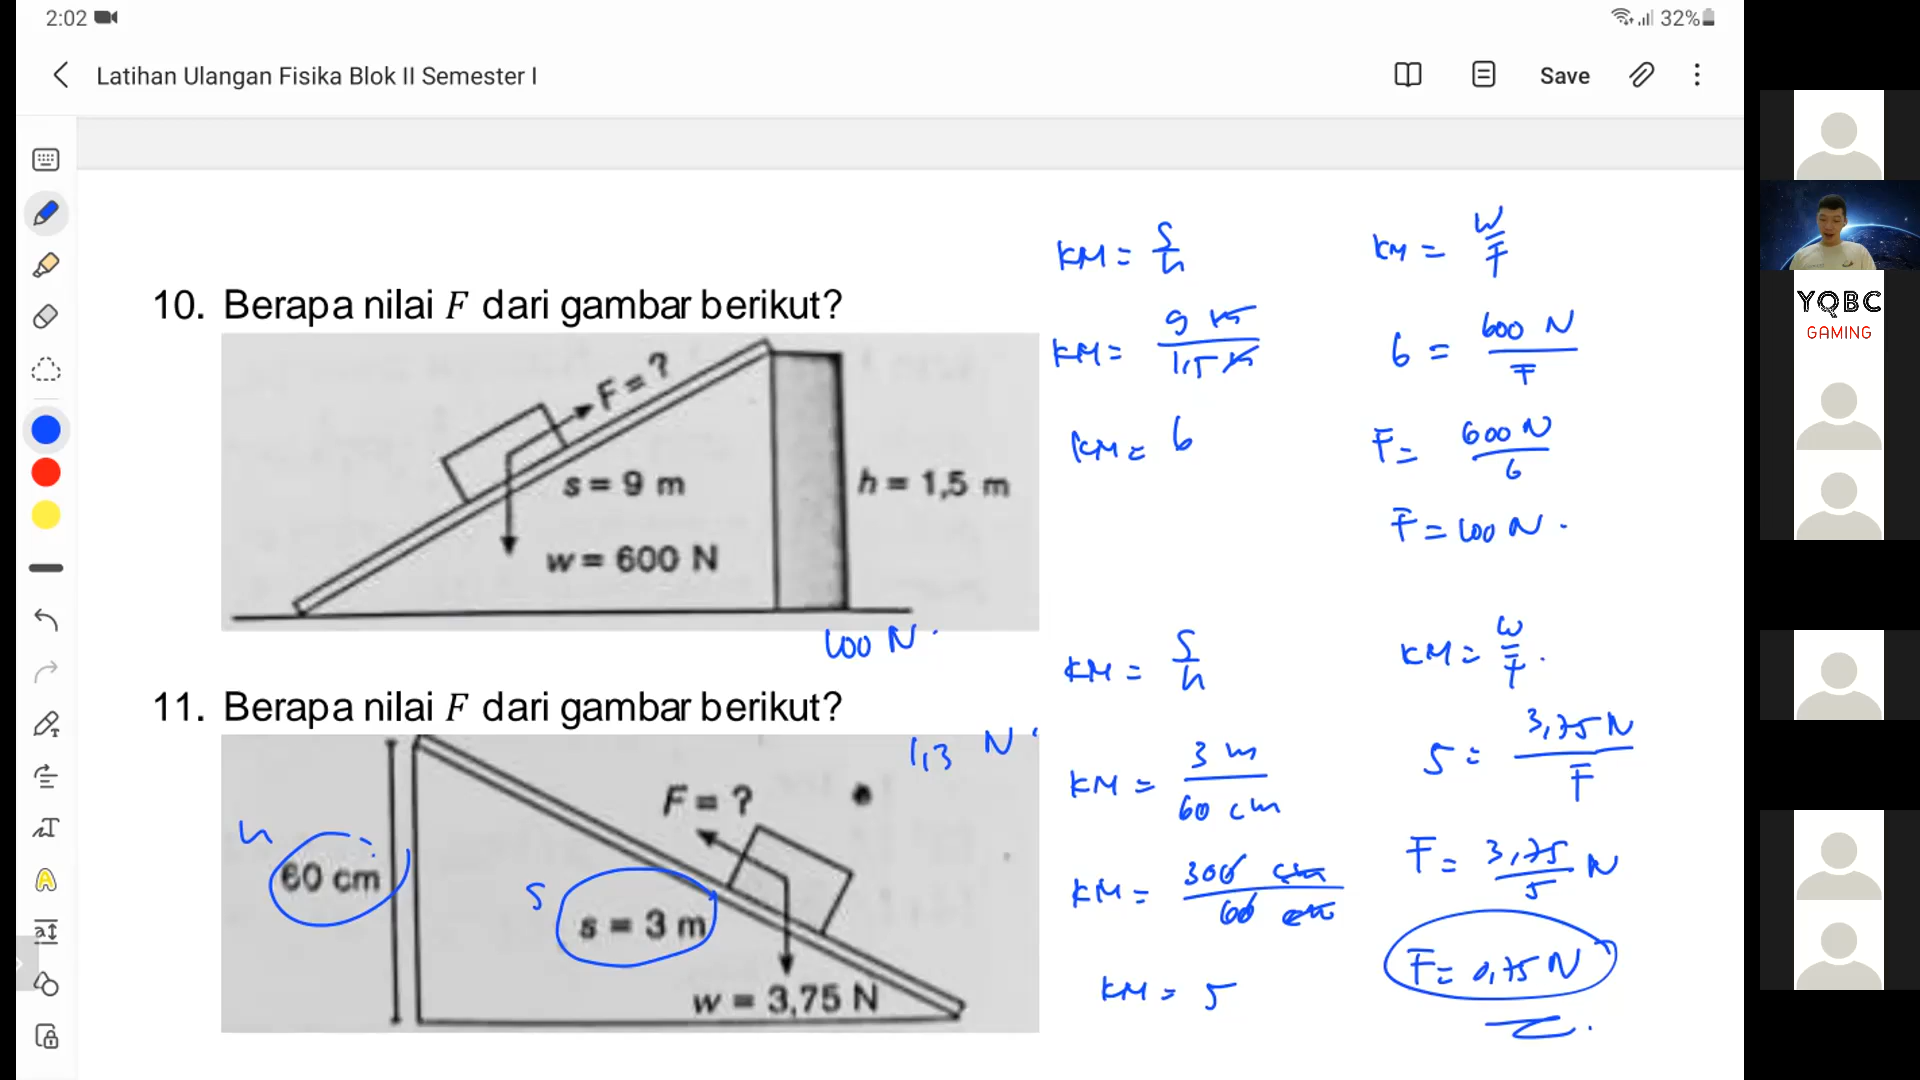 2:02
32%
Latihan Ulangan Fisika Blok II Semester I
Save
10. Berapa nilai F dari gambar berikut?
F = ?
s = 9 m
h = 1,5 m
w = 600 N
100 N
KM = S/h
KM = 9 m / 1,5 m
KM = 6
KM = W/F
6 = 600 N / F
F = 600 N / 6
F = 100 N
11. Berapa nilai F dari gambar berikut?
1,3 N
h
60 cm
F = ?
S
s = 3 m
w = 3,75 N
KM = S/h
KM = 3 m / 60 cm
KM = 300 cm / 60 cm
KM = 5
KM = W/F
5 = 3,75 N / F
F = 3,75 / 5 N
F = 0,75 N
YQBC
GAMING